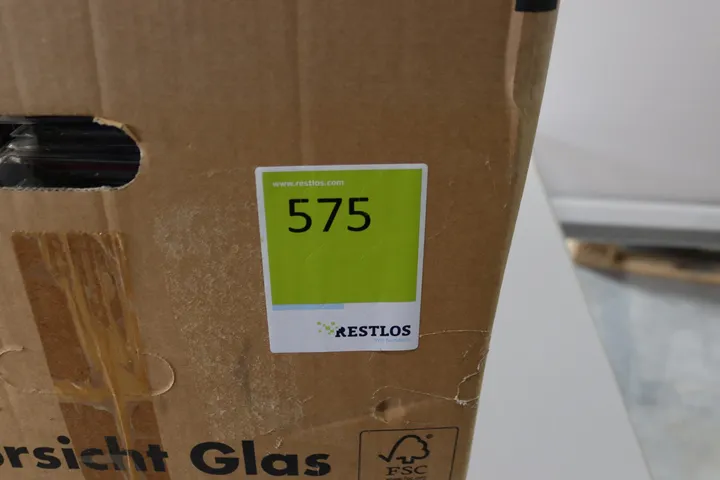 www.restlos.com
575
RESTLOS
orsicht Glas
FSC